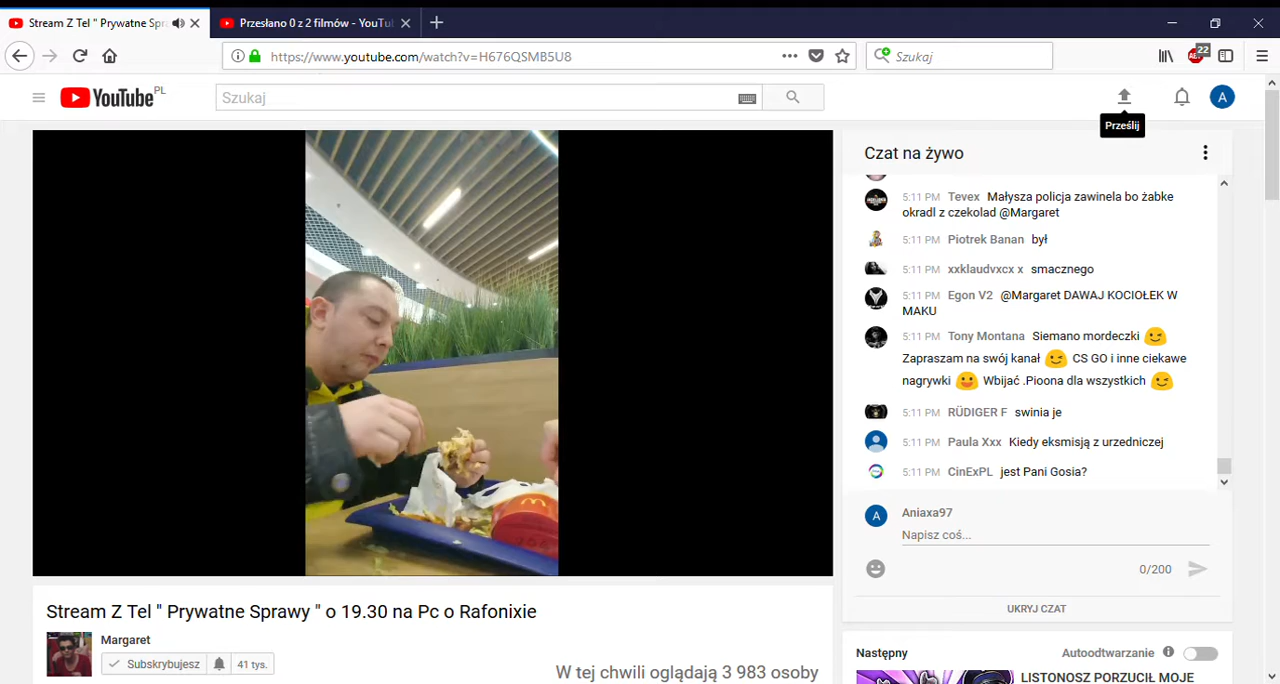 Stream Z Tel " Prywatne Spra
Przesłano 0 z 2 filmów - YouTu
https://www.youtube.com/watch?v=H676QSMB5U8
Szukaj
22
YouTube PL
Szukaj
A
Prześlij
Czat na żywo
5:11 PM Tevex Małysza policja zawinela bo żabke
okradl z czekolad @Margaret
5:11 PM Piotrek Banan był
5:11 PM xxklaudvxcx x smacznego
5:11 PM Egon V2 @Margaret DAWAJ KOCIOŁEK W
MAKU
5:11 PM Tony Montana Siemano mordeczki
Zapraszam na swój kanał CS GO i inne ciekawe
nagrywki Wbijać .Pioona dla wszystkich
5:11 PM RÜDIGER F swinia je
5:11 PM Paula Xxx Kiedy eksmisją z urzedniczej
5:11 PM CinExPL jest Pani Gosia?
A Aniaxa97
Napisz coś...
0/200
UKRYJ CZAT
Stream Z Tel " Prywatne Sprawy " o 19.30 na Pc o Rafonixie
Margaret
Subskrybujesz 41 tys.
W tej chwili oglądają 3 983 osoby
Następny
Autoodtwarzanie
LISTONOSZ PORZUCIŁ MOJE